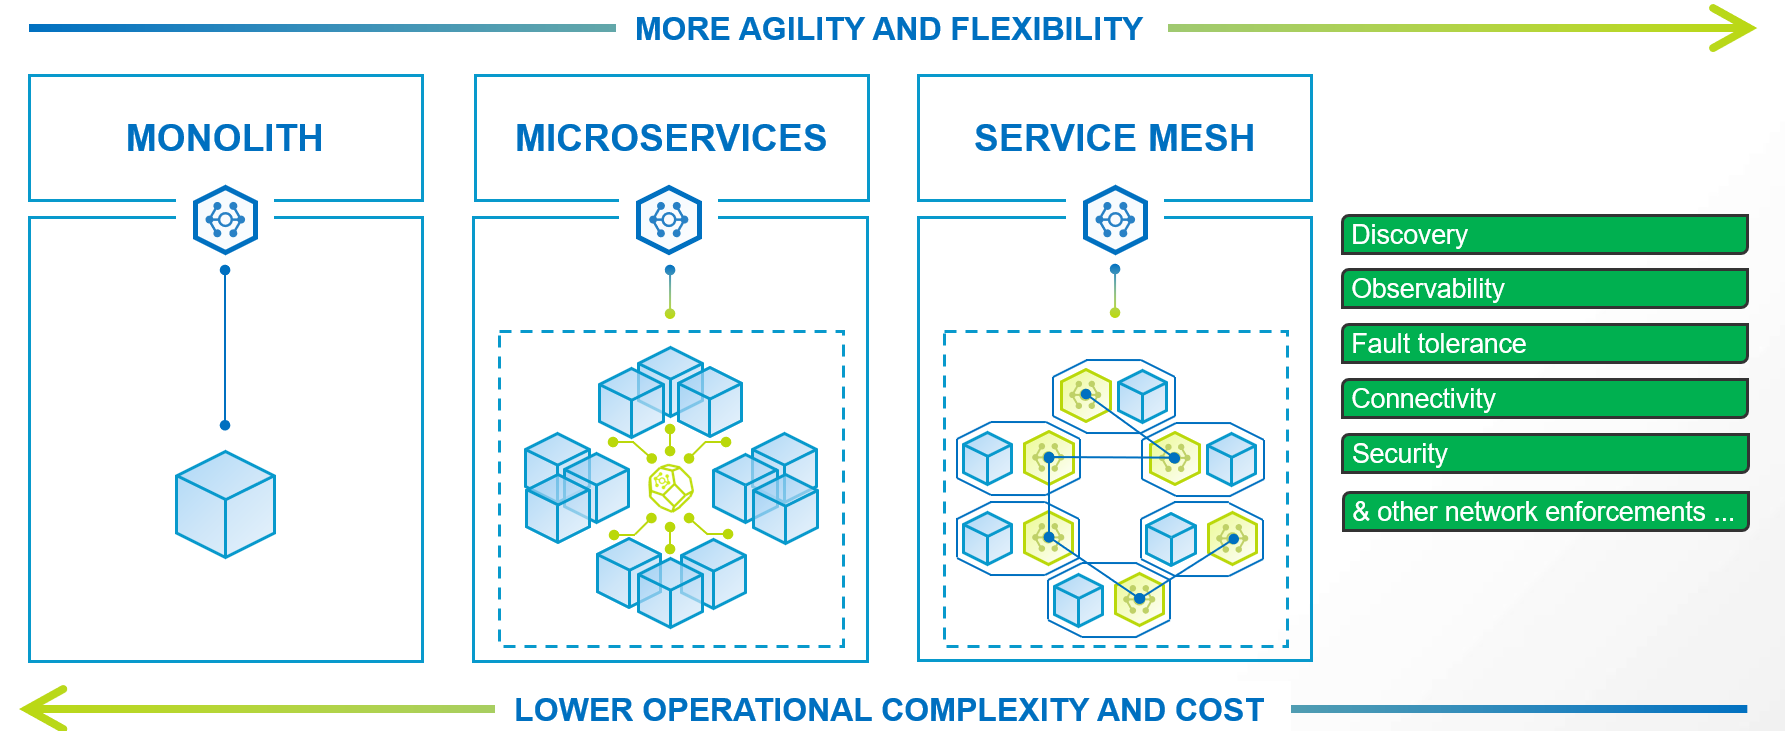 MORE AGILITY AND FLEXIBILITY
MONOLITH
MICROSERVICES
SERVICE MESH
Discovery
Observability
Fault tolerance
Connectivity
Security
& other network enforcements ...
LOWER OPERATIONAL COMPLEXITY AND COST